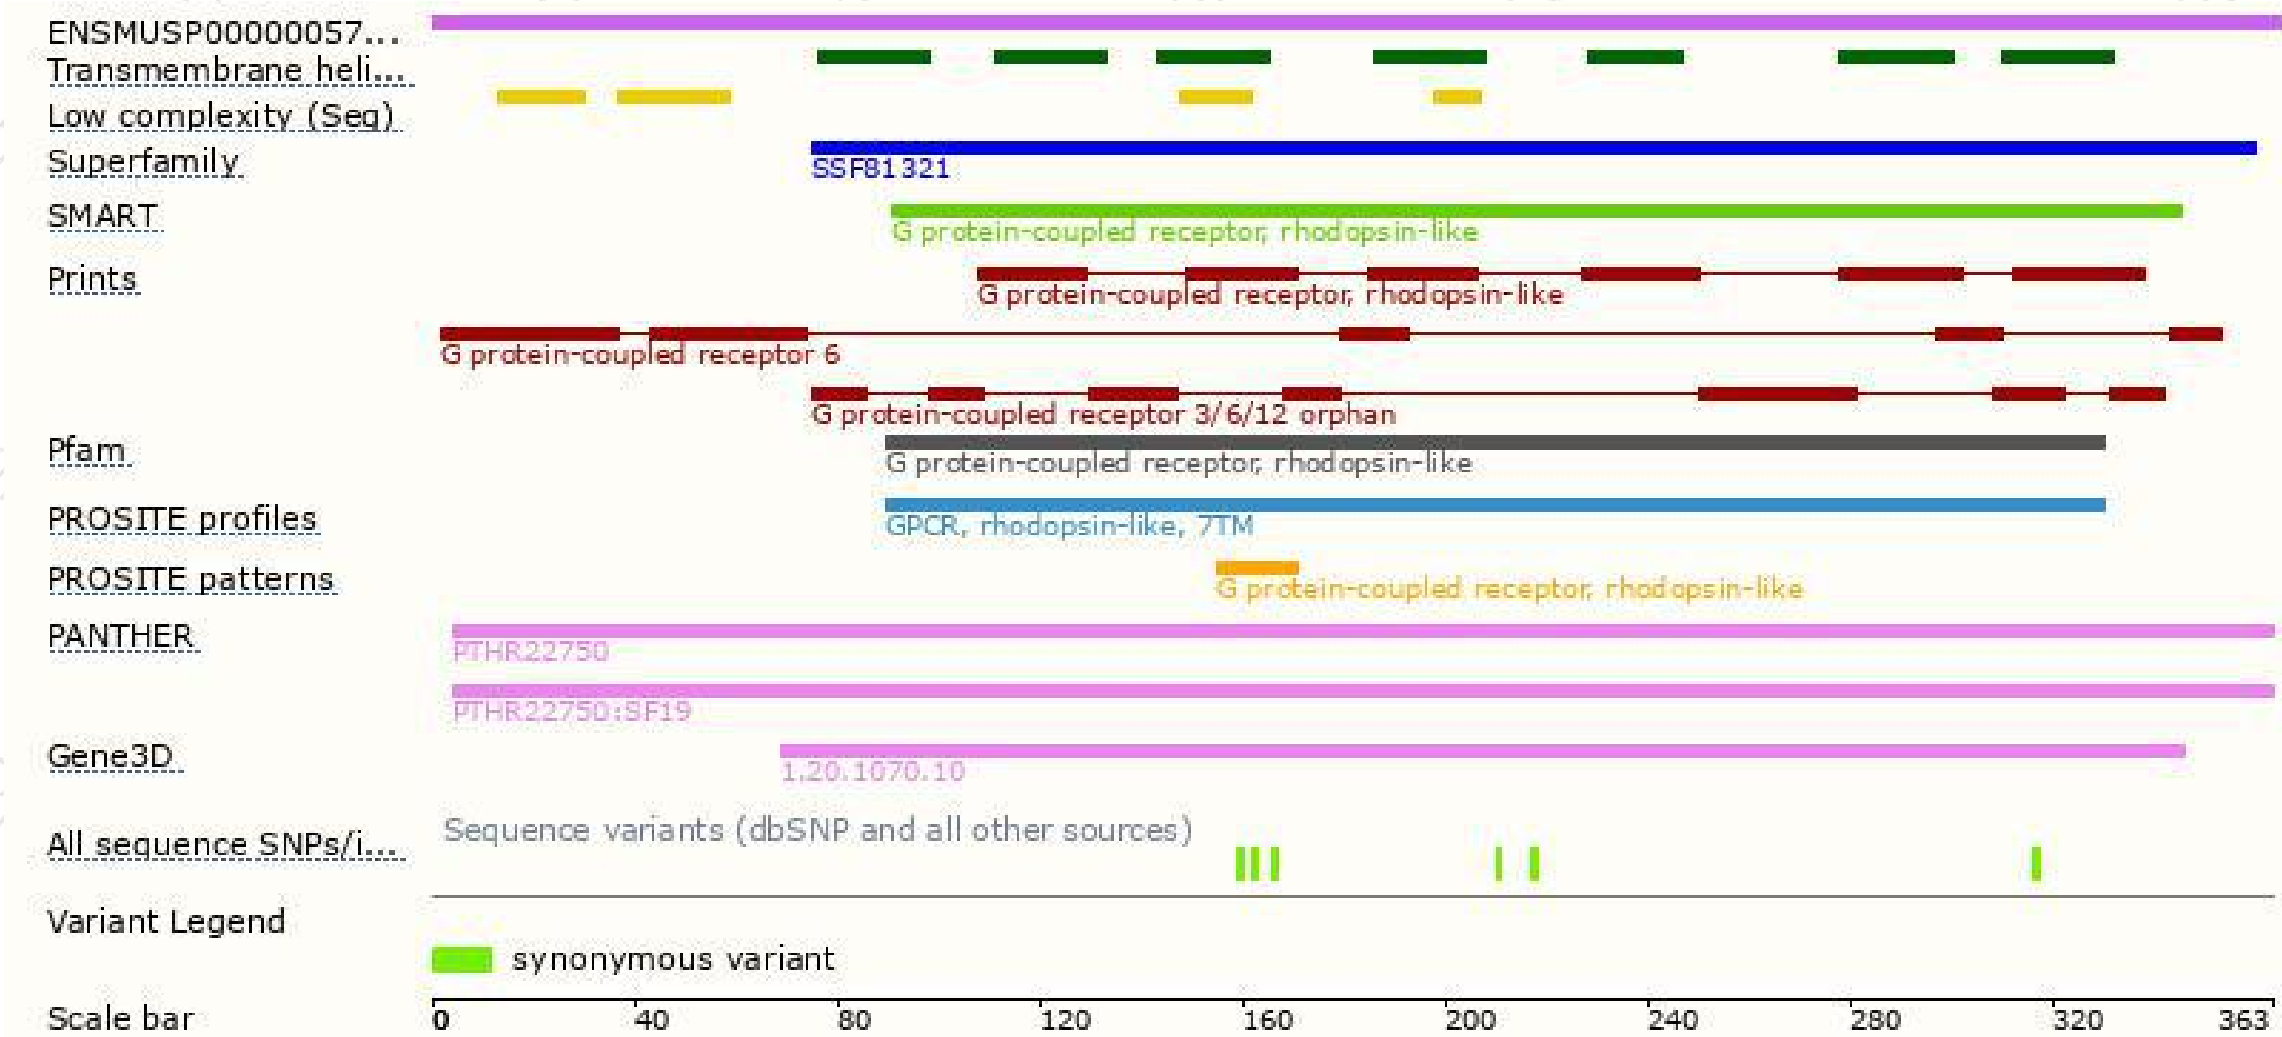 ENSMUSP00000057...
Transmembrane heli...
Low complexity (Seg)
Superfamily
SSF81321
SMART
G protein-coupled receptor, rhodopsin-like
Prints
G protein-coupled receptor, rhodopsin-like
G protein-coupled receptor 6
G protein-coupled receptor 3/6/12 orphan
Pfam
G protein-coupled receptor, rhodopsin-like
PROSITE profiles
GPCR, rhodopsin-like, 7TM
PROSITE patterns
G protein-coupled receptor, rhodopsin-like
PANTHER
PTHR22750
PTHR22750:SF19
Gene3D
1.20.1070.10
Sequence variants (dbSNP and all other sources)
All sequence SNPs/i...
Variant Legend
synonymous variant
Scale bar 0 40 80 120 160 200 240 280 320 363